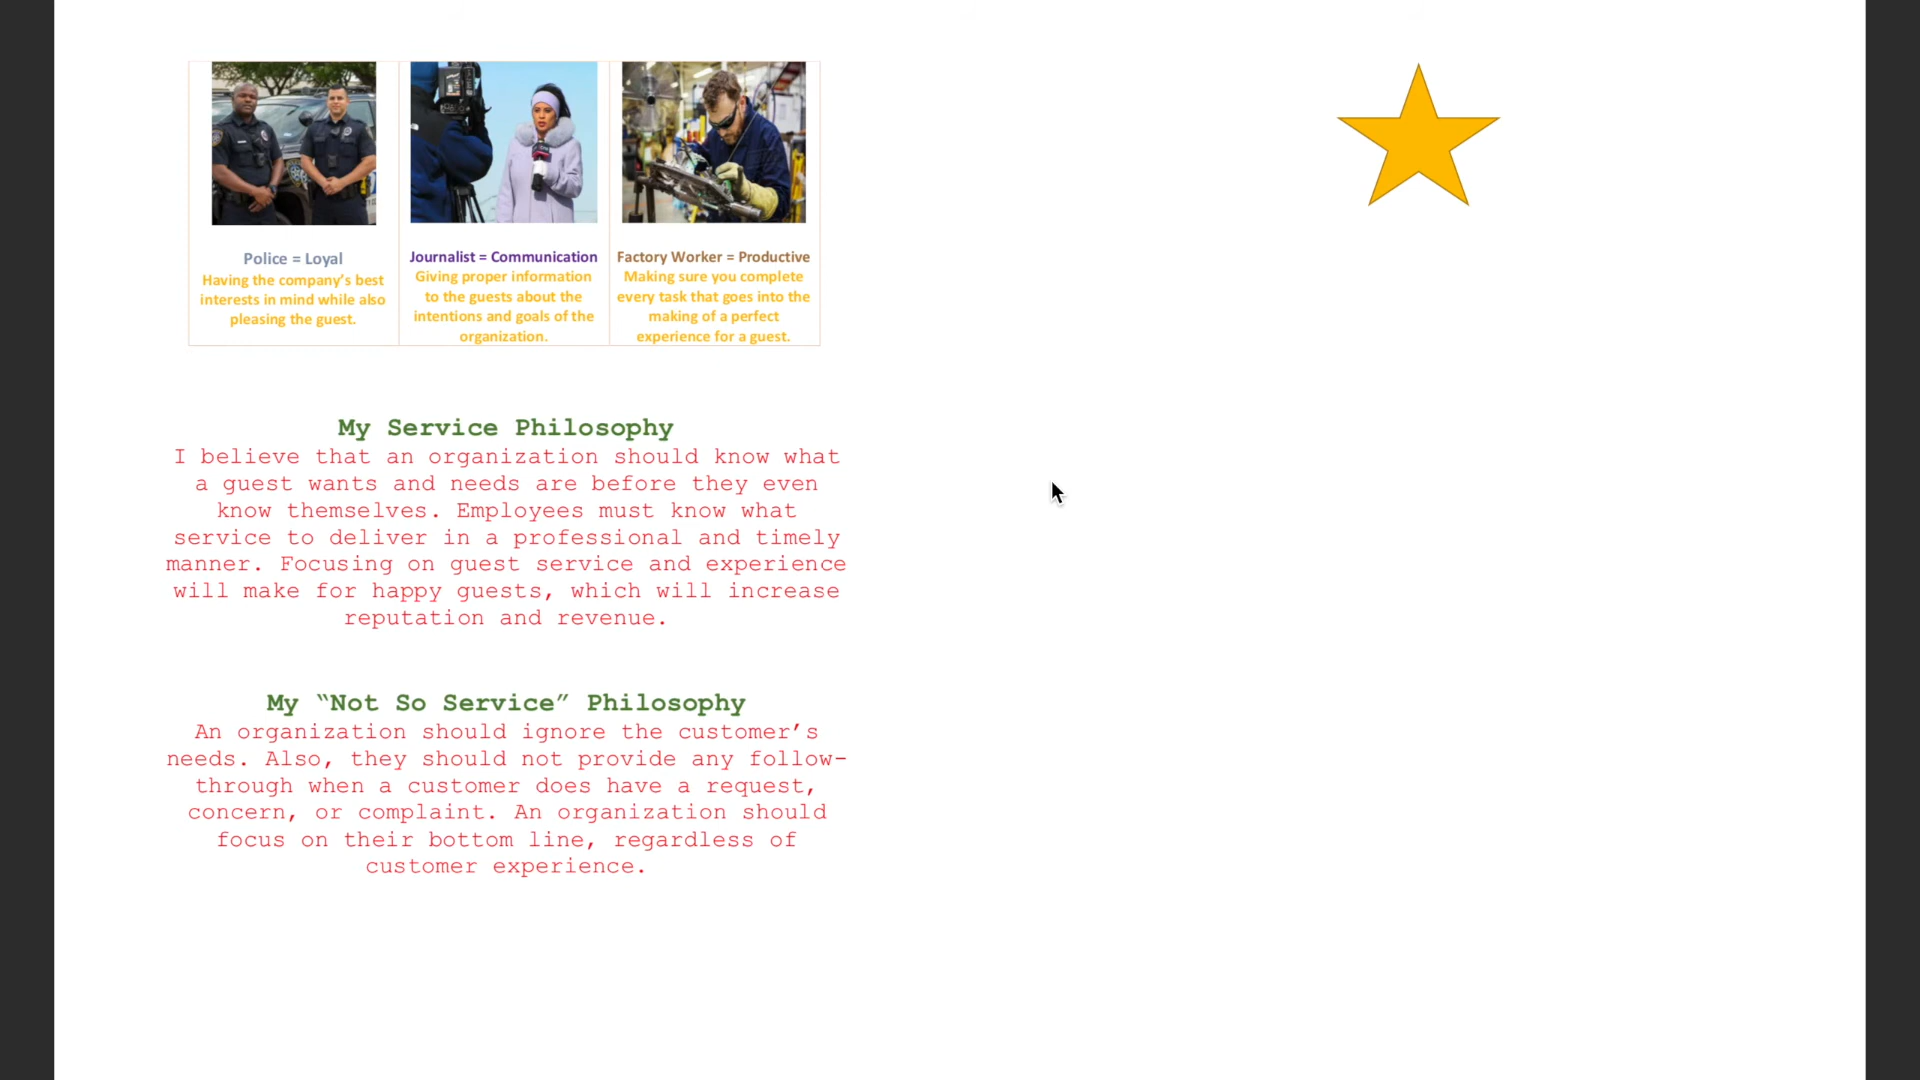 Police = Loyal
Having the company’s best
interests in mind while also
pleasing the guest.
Journalist = Communication
Giving proper information
to the guests about the
intentions and goals of the
organization.
Factory Worker = Productive
Making sure you complete
every task that goes into the
making of a perfect
experience for a guest.
My Service Philosophy
I believe that an organization should know what
a guest wants and needs are before they even
know themselves. Employees must know what
service to deliver in a professional and timely
manner. Focusing on guest service and experience
will make for happy guests, which will increase
reputation and revenue.
My “Not So Service” Philosophy
An organization should ignore the customer’s
needs. Also, they should not provide any follow-
through when a customer does have a request,
concern, or complaint. An organization should
focus on their bottom line, regardless of
customer experience.